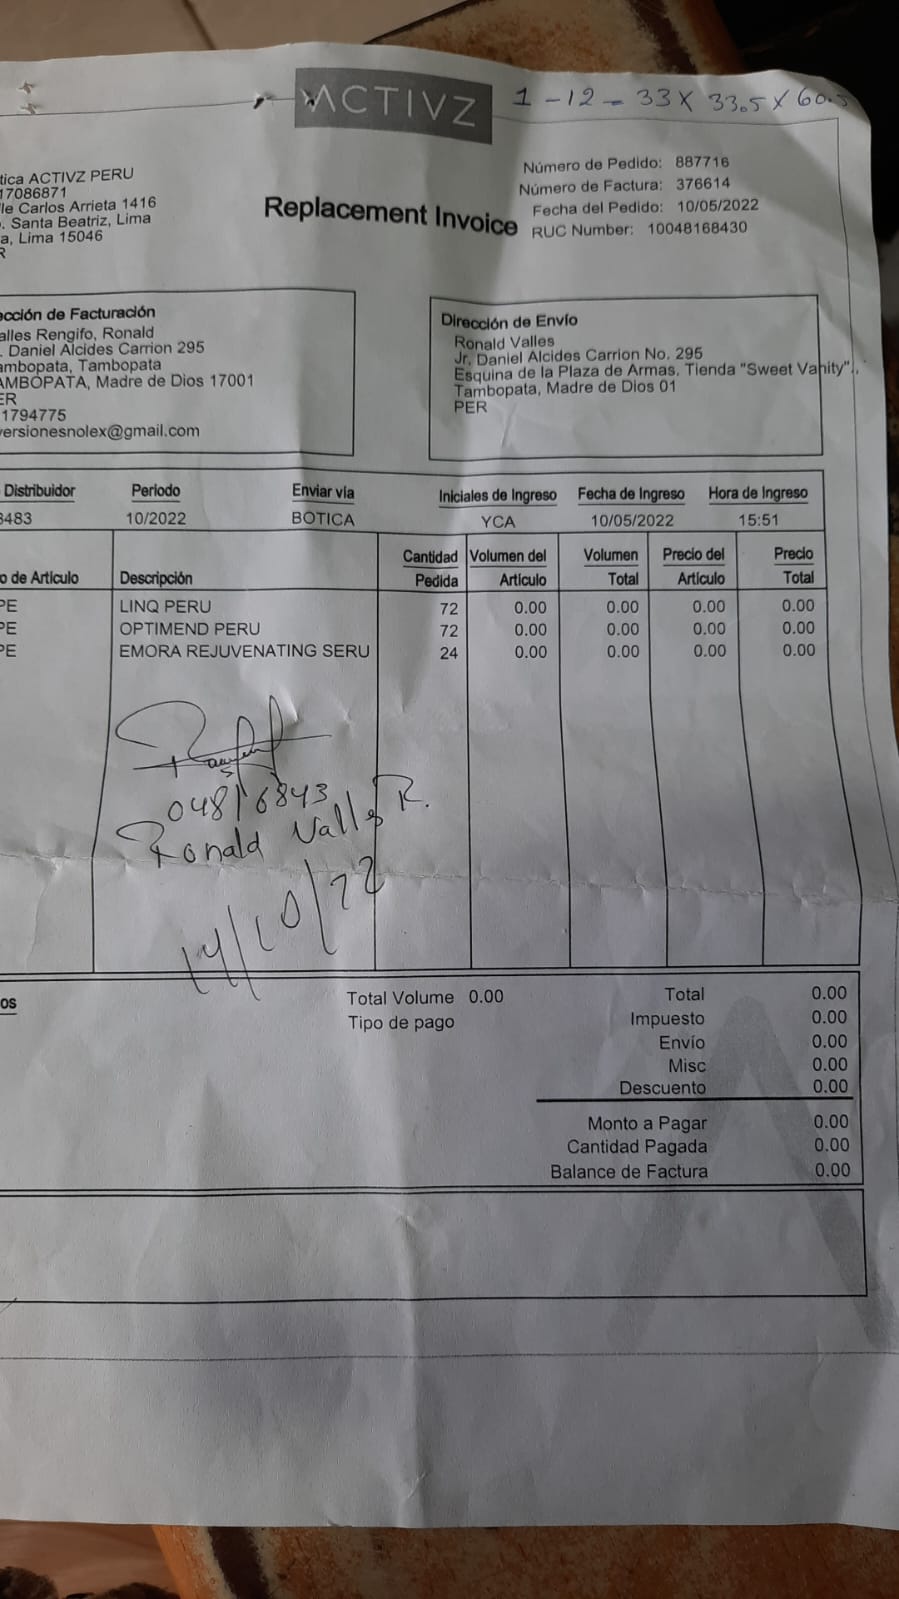 ACTIVZ
1 - 12 - 33 X 33.5 X 60.5
tica ACTIVZ PERU
17086871
lle Carlos Arrieta 1416
. Santa Beatriz, Lima
a, Lima 15046
R
Replacement Invoice
Número de Pedido: 887716
Número de Factura: 376614
Fecha del Pedido: 10/05/2022
RUC Number: 10048168430
ección de Facturación
alles Rengifo, Ronald
. Daniel Alcides Carrion 295
ambopata, Tambopata
AMBOPATA, Madre de Dios 17001
ER
1794775
versionesnolex@gmail.com
Dirección de Envío
Ronald Valles
Jr. Daniel Alcides Carrion No. 295
Esquina de la Plaza de Armas. Tienda "Sweet Vanity"..
Tambopata, Madre de Dios 01
PER
Distribuidor Periodo Enviar vía Iniciales de Ingreso Fecha de Ingreso Hora de Ingreso
6483 10/2022 BOTICA YCA 10/05/2022 15:51
o de Artículo Descripción Cantidad Pedida Volumen del Artículo Volumen Total Precio del Artículo Precio Total
PE LINQ PERU 72 0.00 0.00 0.00 0.00
PE OPTIMEND PERU 72 0.00 0.00 0.00 0.00
PE EMORA REJUVENATING SERU 24 0.00 0.00 0.00 0.00
04816843
Ronald Valles R.
14/10/22
os
Total Volume 0.00
Tipo de pago
Total 0.00
Impuesto 0.00
Envío 0.00
Misc 0.00
Descuento 0.00
Monto a Pagar 0.00
Cantidad Pagada 0.00
Balance de Factura 0.00